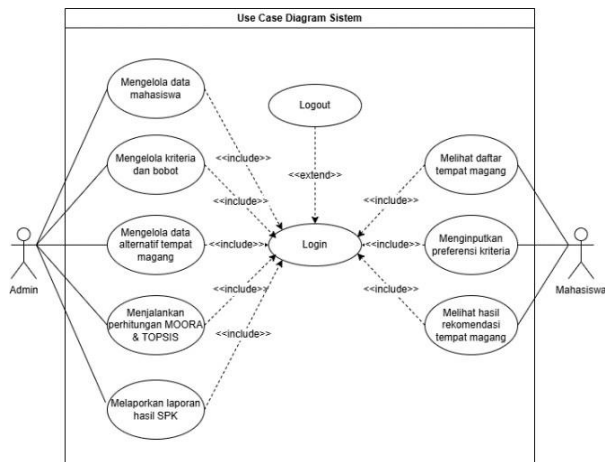 Use Case Diagram Sistem
Mengelola data
mahasiswa
Logout
<<include>>
Mengelola kriteria
dan bobot
<<extend>>
Melihat daftar
tempat magang
<<include>>
<<include>>
Mengelola data
alternatif tempat
magang
<<include>>
Login
<<include>>
Menginputkan
preferensi kriteria
Admin
Mahasiswa
<<include>>
<<include>>
Menjalankan
perhitungan MOORA
& TOPSIS
Melihat hasil
rekomendasi
tempat magang
<<include>>
Melaporkan laporan
hasil SPK